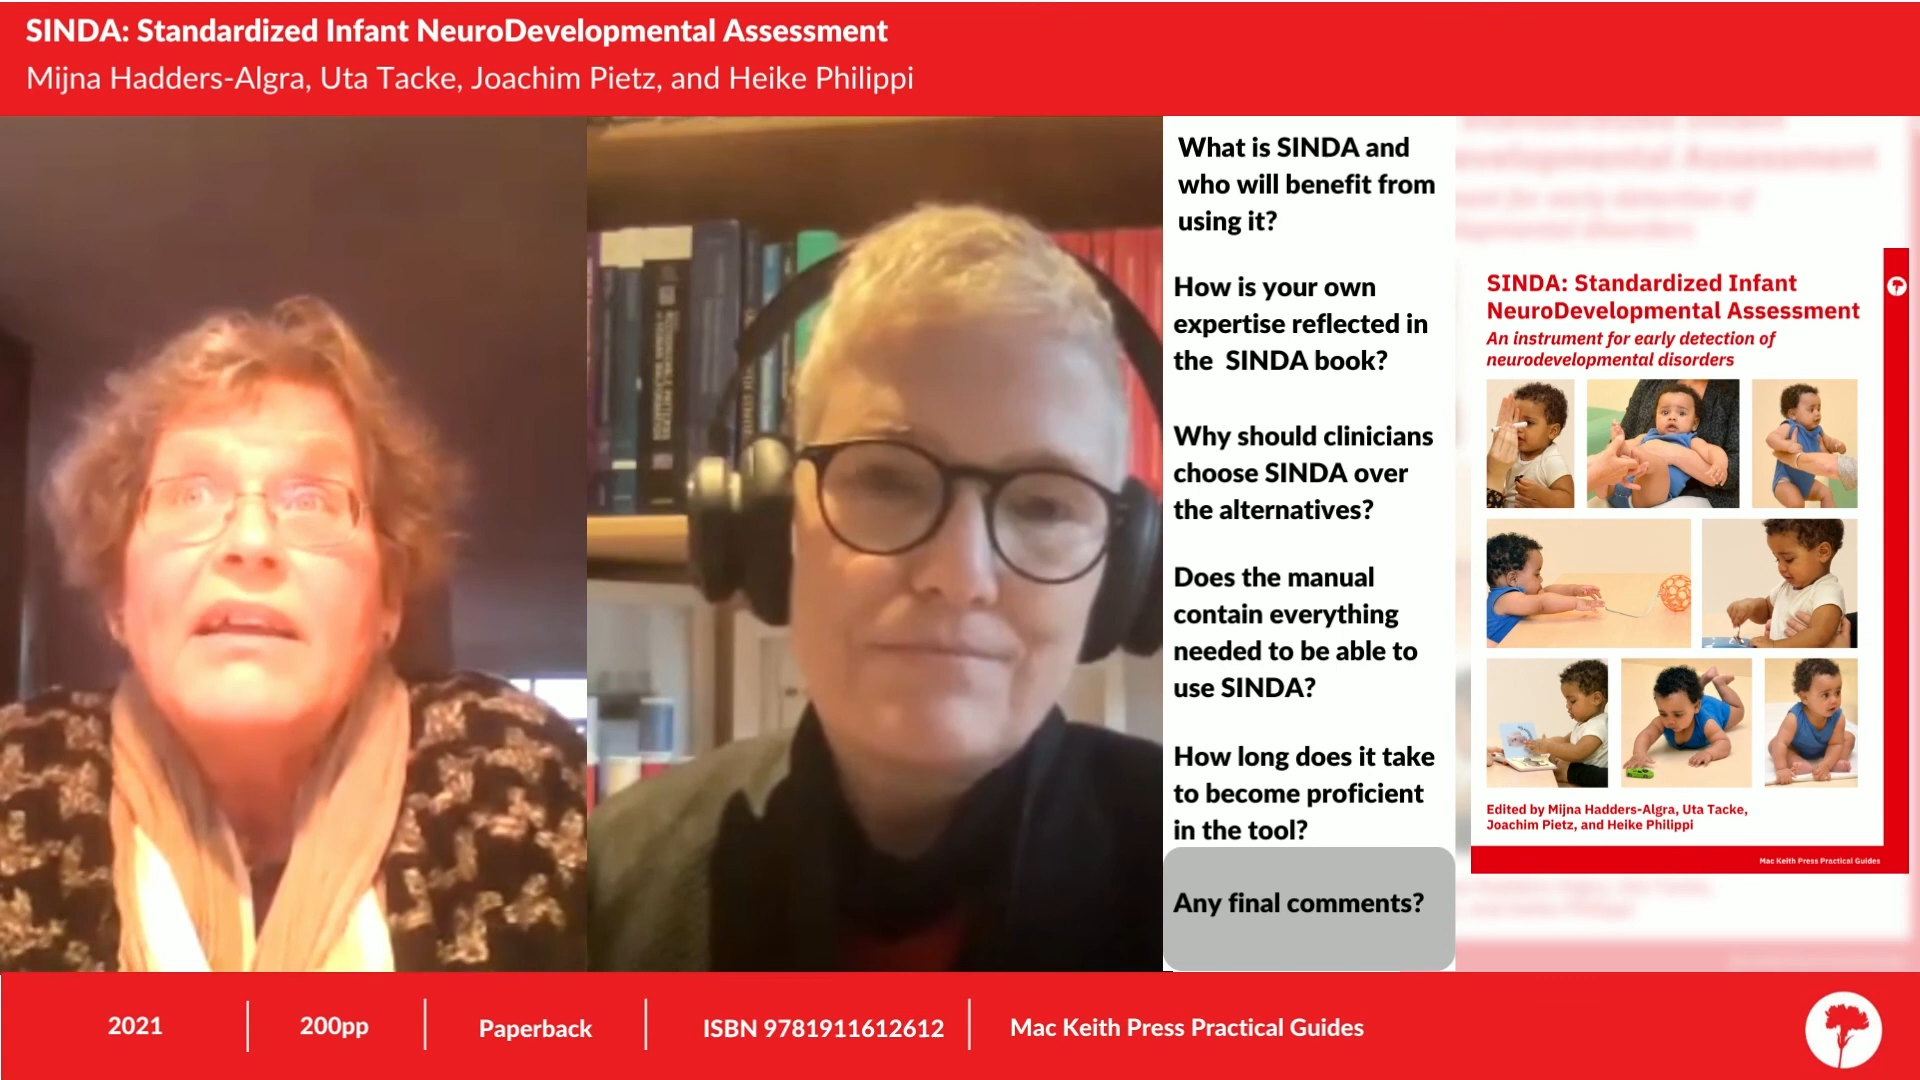 SINDA: Standardized Infant NeuroDevelopmental Assessment
Mijna Hadders-Algra, Uta Tacke, Joachim Pietz, and Heike Philippi
What is SINDA and
who will benefit from
using it?
How is your own
expertise reflected in
the SINDA book?
Why should clinicians
choose SINDA over
the alternatives?
Does the manual
contain everything
needed to be able to
use SINDA?
How long does it take
to become proficient
in the tool?
Any final comments?
SINDA: Standardized Infant
NeuroDevelopmental Assessment
An instrument for early detection of
neurodevelopmental disorders
Edited by Mijna Hadders-Algra, Uta Tacke,
Joachim Pietz, and Heike Philippi
Mac Keith Press Practical Guides
2021
200pp
Paperback
ISBN 9781911612612
Mac Keith Press Practical Guides